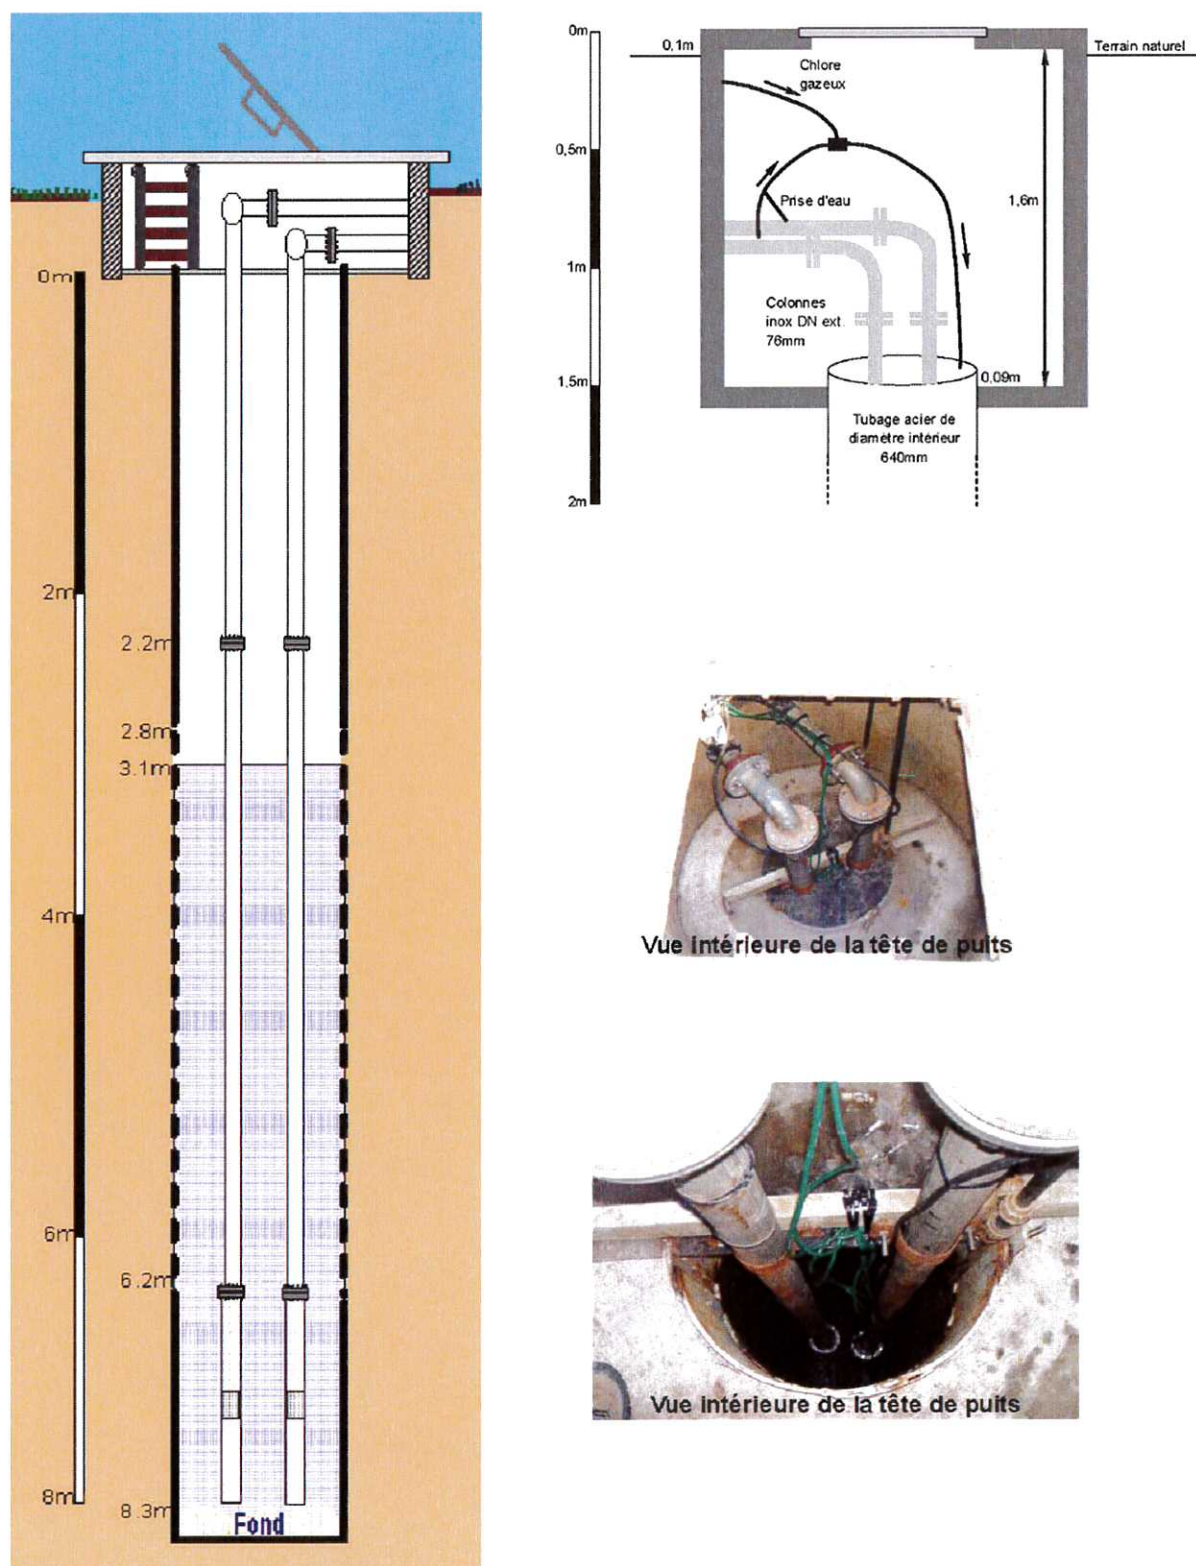 0m
2m
2.2m
2.8m
3.1m
4m
6m
6.2m
8m
8.3m
Fond
0m
0,1m
Terrain naturel
Chlore
gazeux
0,5m
Prise d'eau
1,6m
1m
Colonnes
inox DN ext.
76mm
1,5m
0,09m
Tubage acier de
diamètre intérieur
640mm
2m
Vue intérieure de la tête de puits
Vue intérieure de la tête de puits